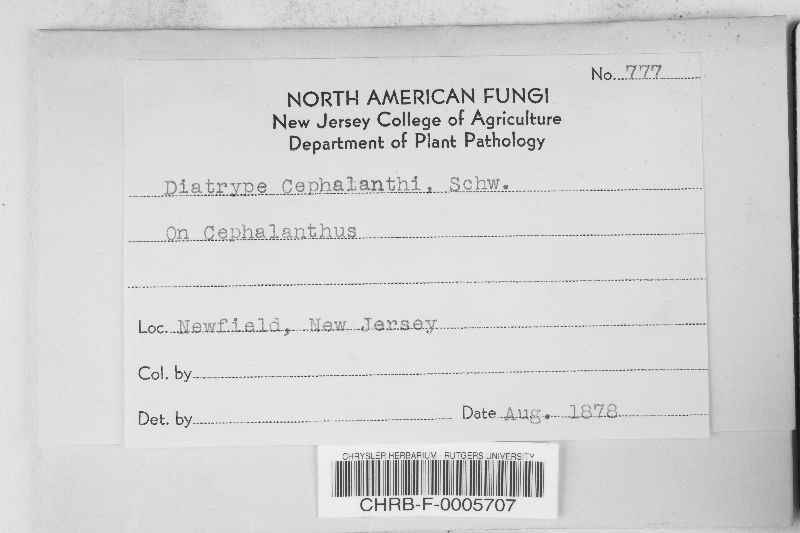 No. 777
NORTH AMERICAN FUNGI
New Jersey College of Agriculture
Department of Plant Pathology
Diatrype Cephalanthi, Schw.
On Cephalanthus
Loc. Newfield, New Jersey
Col. by
Det. by
Date Aug. 1878
CHRYSLER HERBARIUM - RUTGERS UNIVERSITY
CHRB-F-0005707